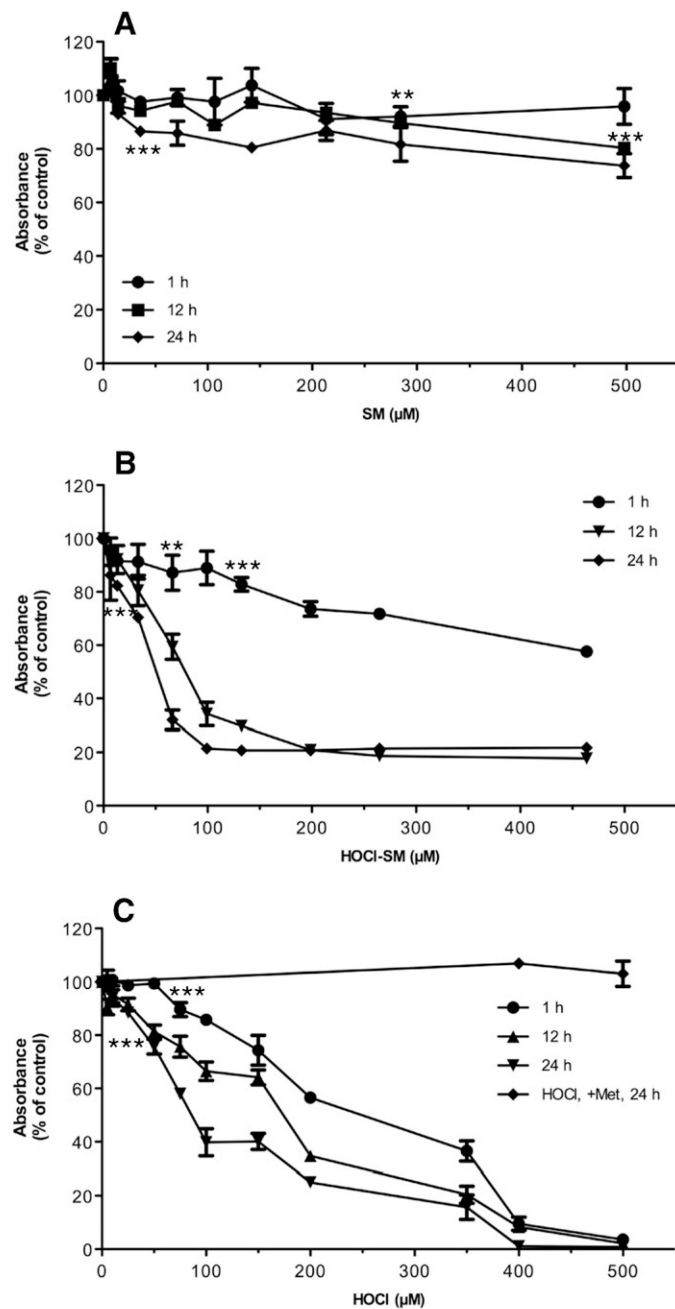 A
120
100
80
60
40
20
0
**
***
***
1 h
12 h
24 h
0 100 200 300 400 500
Absorbance
(% of control)
SM (µM)
B
120
100
80
60
40
20
0
**
***
***
1 h
12 h
24 h
0 100 200 300 400 500
Absorbance
(% of control)
HOCl-SM (µM)
C
120
100
80
60
40
20
0
***
***
1 h
12 h
24 h
HOCl, +Met, 24 h
0 100 200 300 400 500
Absorbance
(% of control)
HOCl (µM)